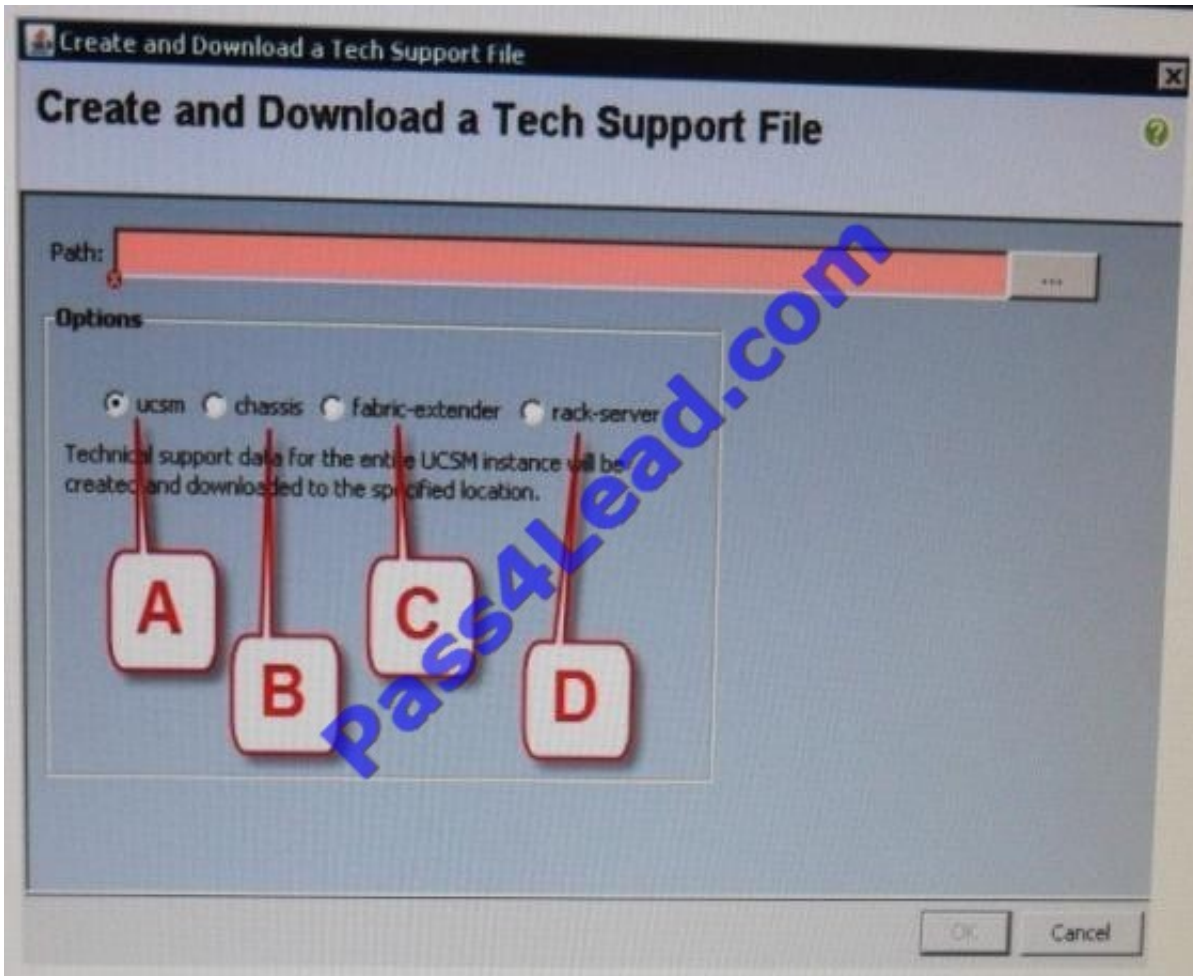 Create and Download a Tech Support File
Create and Download a Tech Support File
Path:
...
Options
ucsm chassis fabric-extender rack-server
Technical support data for the entire UCSM instance will be
created and downloaded to the specified location.
A
B
C
D
Pass4Lead.com
OK Cancel